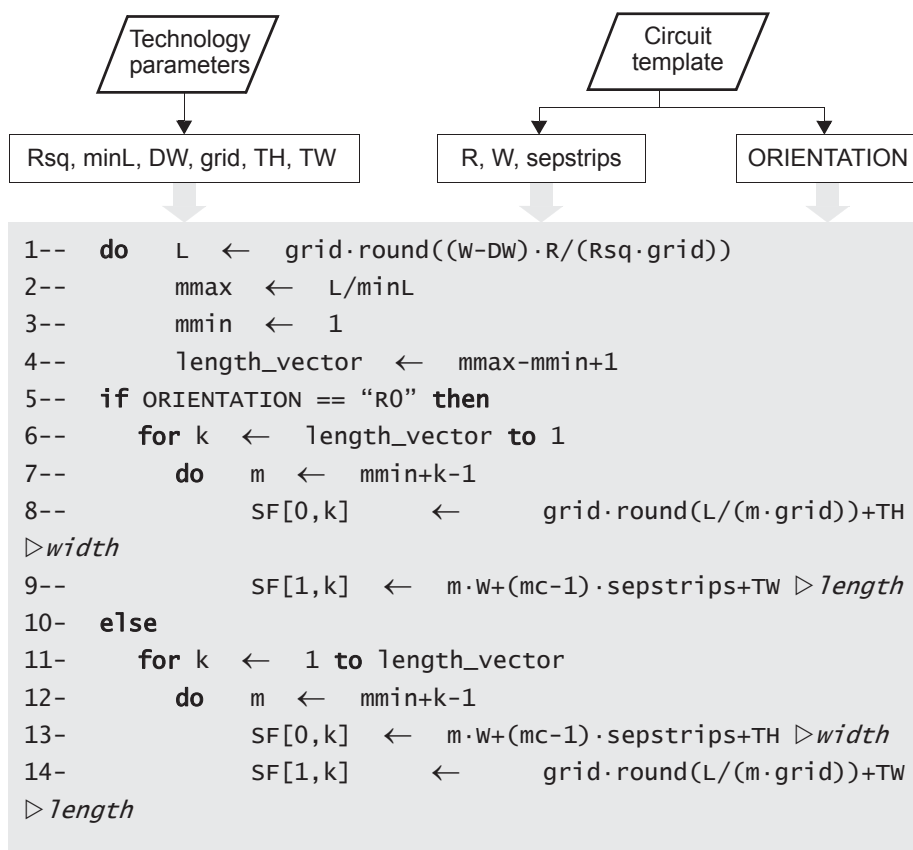 Technology
parameters
Circuit
template
Rsq, minL, DW, grid, TH, TW
R, W, sepstrips
ORIENTATION
1-- do L ← grid·round((W-DW)·R/(Rsq·grid))
2-- mmax ← L/minL
3-- mmin ← 1
4-- length_vector ← mmax-mmin+1
5-- if ORIENTATION == “R0” then
6-- for k ← length_vector to 1
7-- do m ← mmin+k-1
8-- SF[0,k] ← grid·round(L/(m·grid))+TH
▷width
9-- SF[1,k] ← m·W+(mc-1)·sepstrips+TW ▷length
10- else
11- for k ← 1 to length_vector
12- do m ← mmin+k-1
13- SF[0,k] ← m·W+(mc-1)·sepstrips+TH ▷width
14- SF[1,k] ← grid·round(L/(m·grid))+TW
▷length